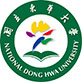 國立東華大學
NATIONAL DONG HWA UNIVERSITY